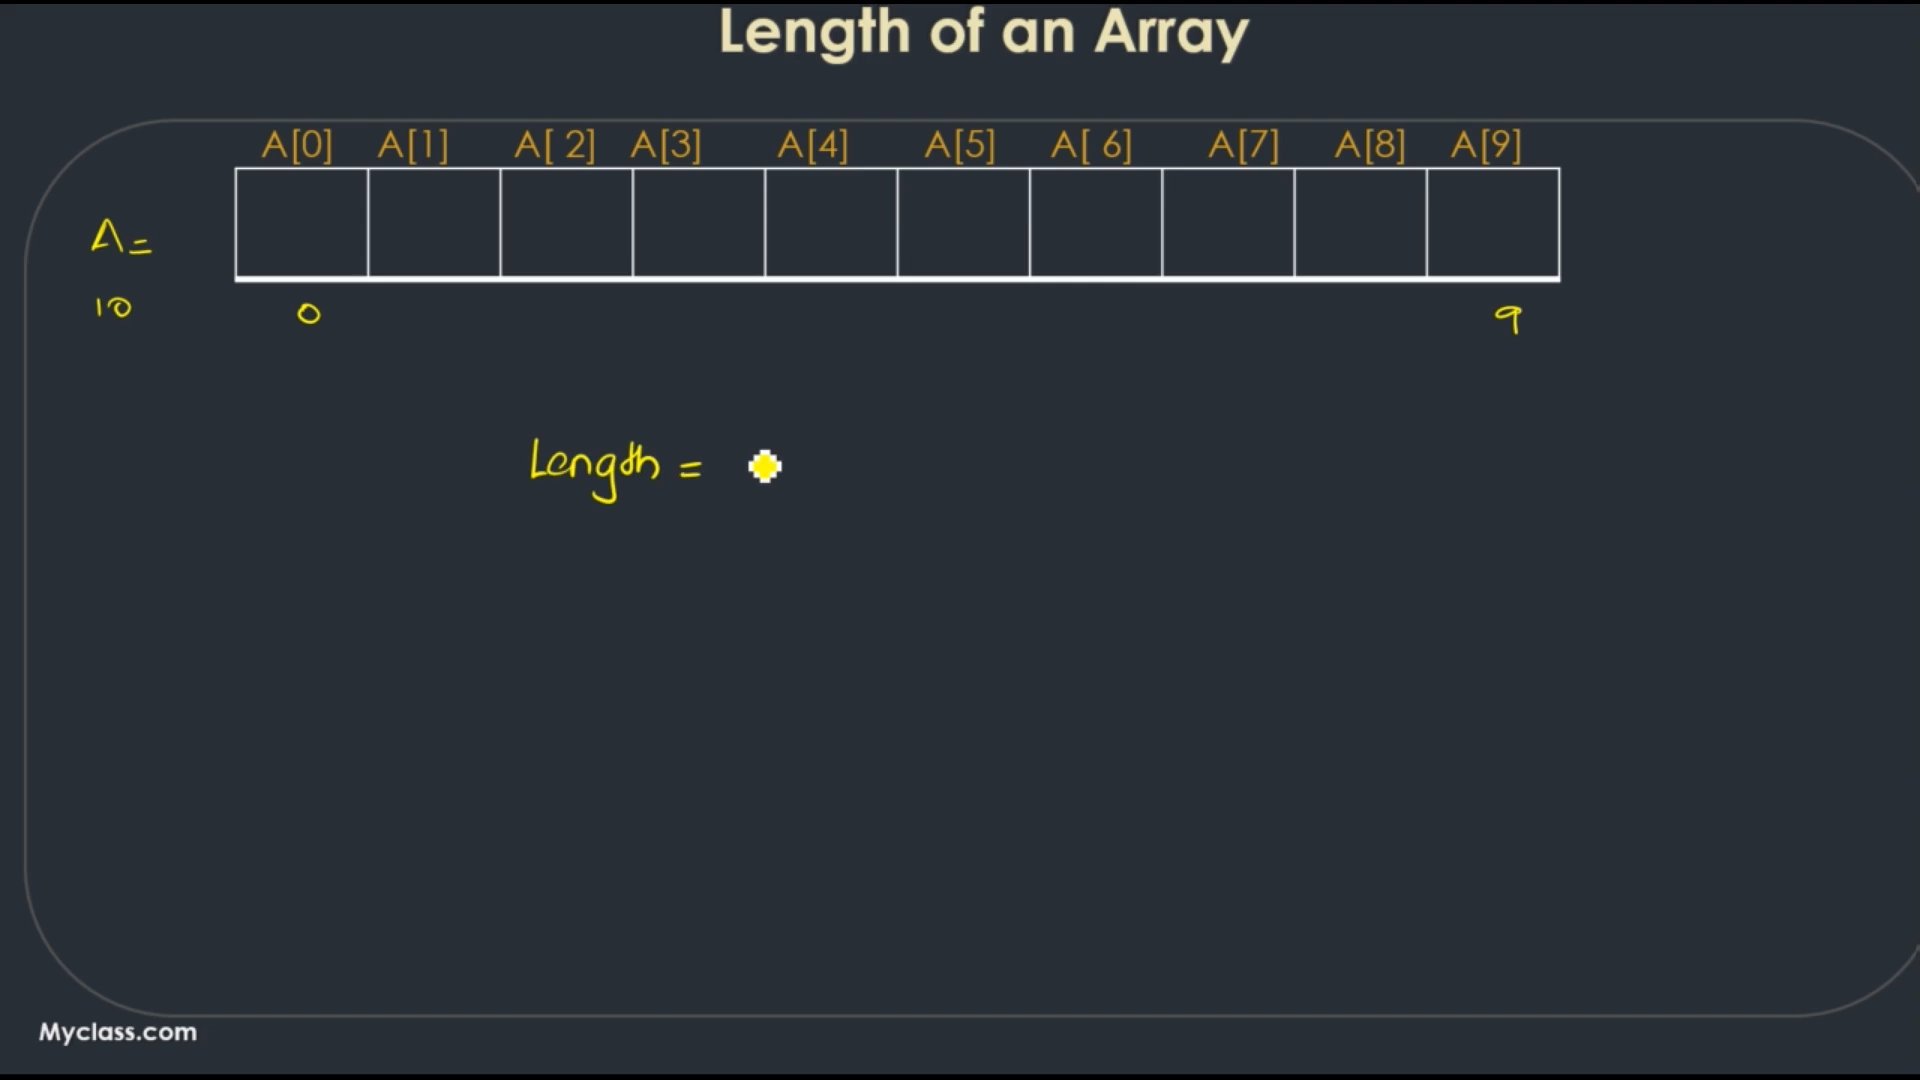 Length of an Array
A[0] A[1] A[ 2] A[3] A[4] A[5] A[ 6] A[7] A[8] A[9]
A=
10 0 9
Length =
Myclass.com